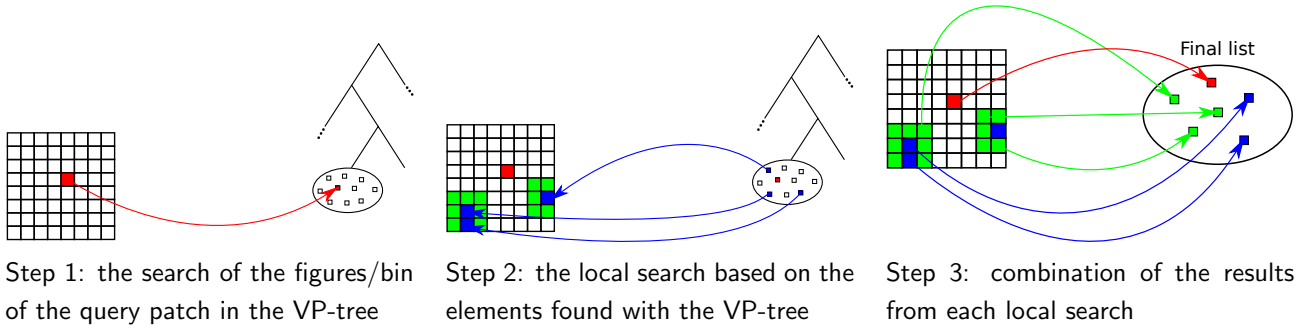 Final list
Step 1: the search of the figures/bin
of the query patch in the VP-tree
Step 2: the local search based on the
elements found with the VP-tree
Step 3: combination of the results
from each local search